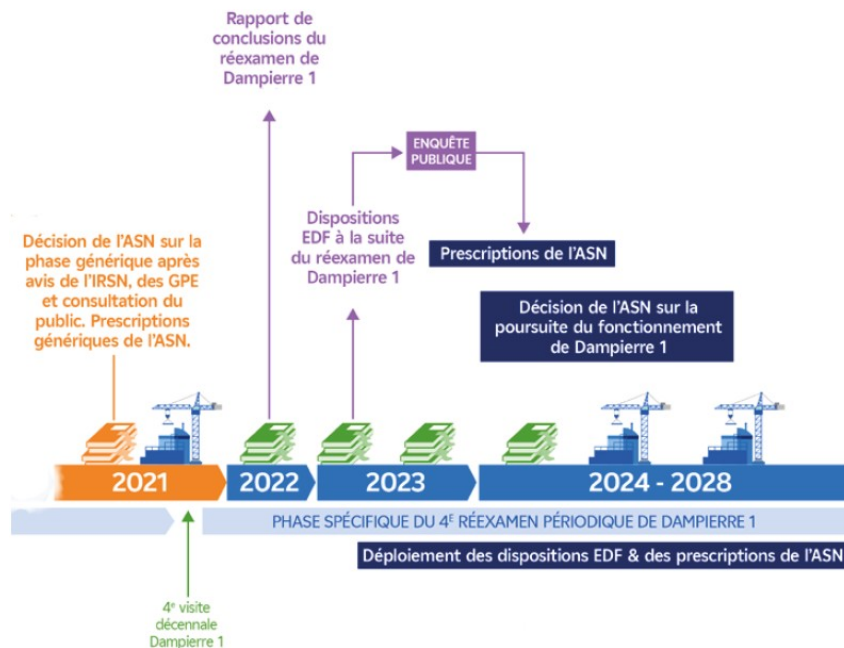 Rapport de
conclusions du
réexamen de
Dampierre 1
ENQUÊTE
PUBLIQUE
Dispositions
EDF à la suite
du réexamen de
Dampierre 1
Prescriptions de l'ASN
Décision de l'ASN sur la
phase générique après
avis de l'IRSN, des GPE
et consultation du
public. Prescriptions
génériques de l'ASN.
Décision de l'ASN sur la
poursuite du fonctionnement
de Dampierre 1
2021
2022
2023
2024 - 2028
PHASE SPÉCIFIQUE DU 4E RÉEXAMEN PÉRIODIQUE DE DAMPIERRE 1
Déploiement des dispositions EDF & des prescriptions de l'ASN
4e visite
décennale
Dampierre 1